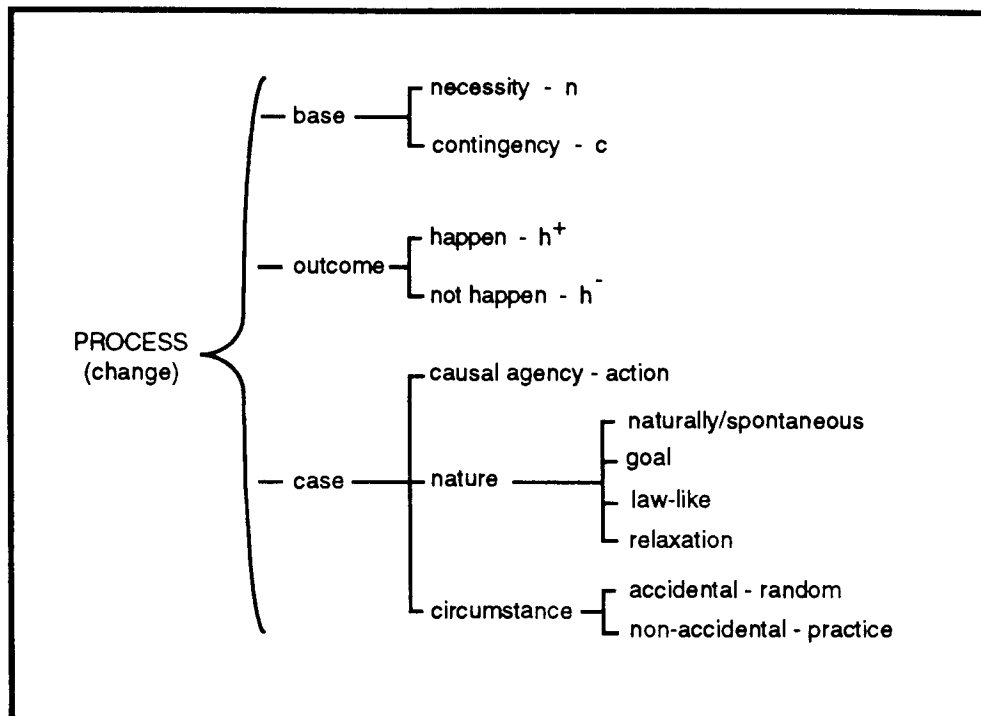 necessity - n
base
contingency - c
happen - h⁺
outcome
not happen - h⁻
PROCESS
(change)
causal agency - action
naturally/spontaneous
goal
case
nature
law-like
relaxation
accidental - random
circumstance
non-accidental - practice